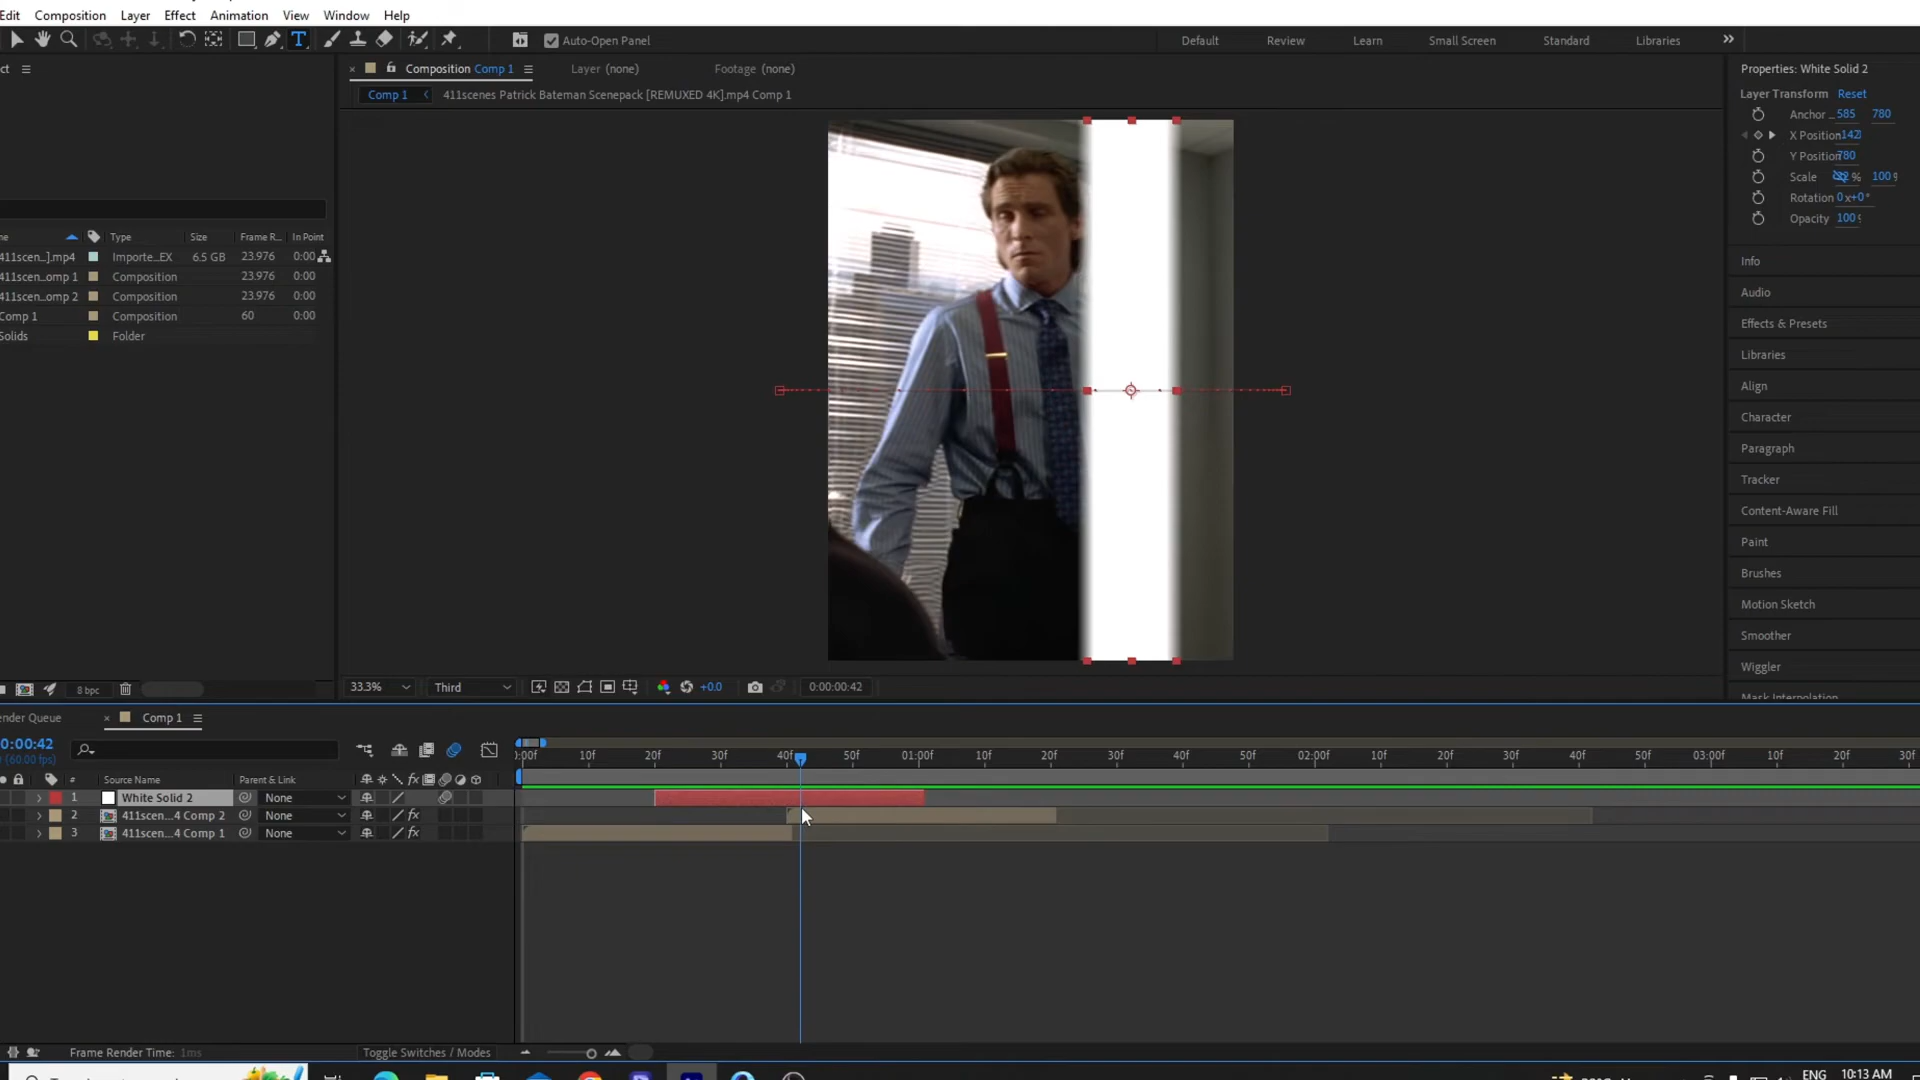 Edit Composition Layer Effect Animation View Window Help
Auto-Open Panel
Default Review Learn Small Screen Standard Libraries
ct
Composition Comp 1
Layer (none)
Footage (none)
Properties: White Solid 2
Comp 1
411scenes Patrick Bateman Scenepack [REMUXED 4K].mp4 Comp 1
Layer Transform Reset
Anchor ... 585 780
X Position
Y Position 780
Scale % 100
Rotation 0x+0°
Opacity 100
Info
Audio
Effects & Presets
Libraries
Align
Character
Paragraph
Tracker
Content-Aware Fill
Paint
Brushes
Motion Sketch
Smoother
Wiggler
Mask Interpolation
me Type Size Frame R... In Point
411scen...].mp4 Importe...EX 6.5 GB 23.976 0:00
411scen...omp 1 Composition 23.976 0:00
411scen...omp 2 Composition 23.976 0:00
Comp 1 Composition 60 0:00
Solids Folder
8 bpc
33.3% Third +0.0 0:00:00:42
ender Queue
Comp 1
0:00:42
(60.00 fps)
:00f 10f 20f 30f 40f 50f 01:00f 10f 20f 30f 40f 50f 02:00f 10f 20f 30f 40f 50f 03:00f 10f 20f 30f
# Source Name Parent & Link
1 White Solid 2 None
2 411scen...4 Comp 2 None
3 411scen...4 Comp 1 None
Frame Render Time: 1ms
Toggle Switches / Modes
ENG 10:13 AM